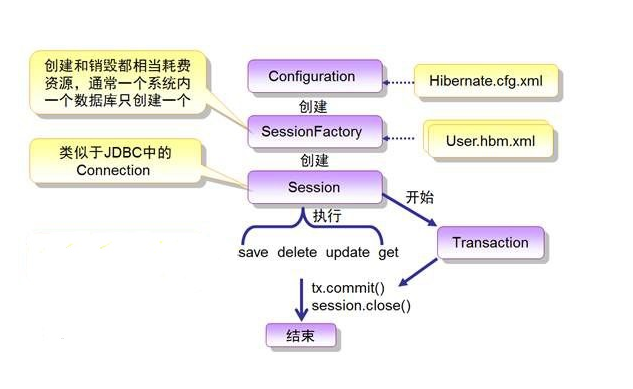 创建和销毁都相当耗费
资源，通常一个系统内
一个数据库只创建一个
Configuration
Hibernate.cfg.xml
创建
SessionFactory
User.hbm.xml
类似于JDBC中的
Connection
创建
Session
开始
执行
Transaction
save delete update get
tx.commit()
session.close()
结束